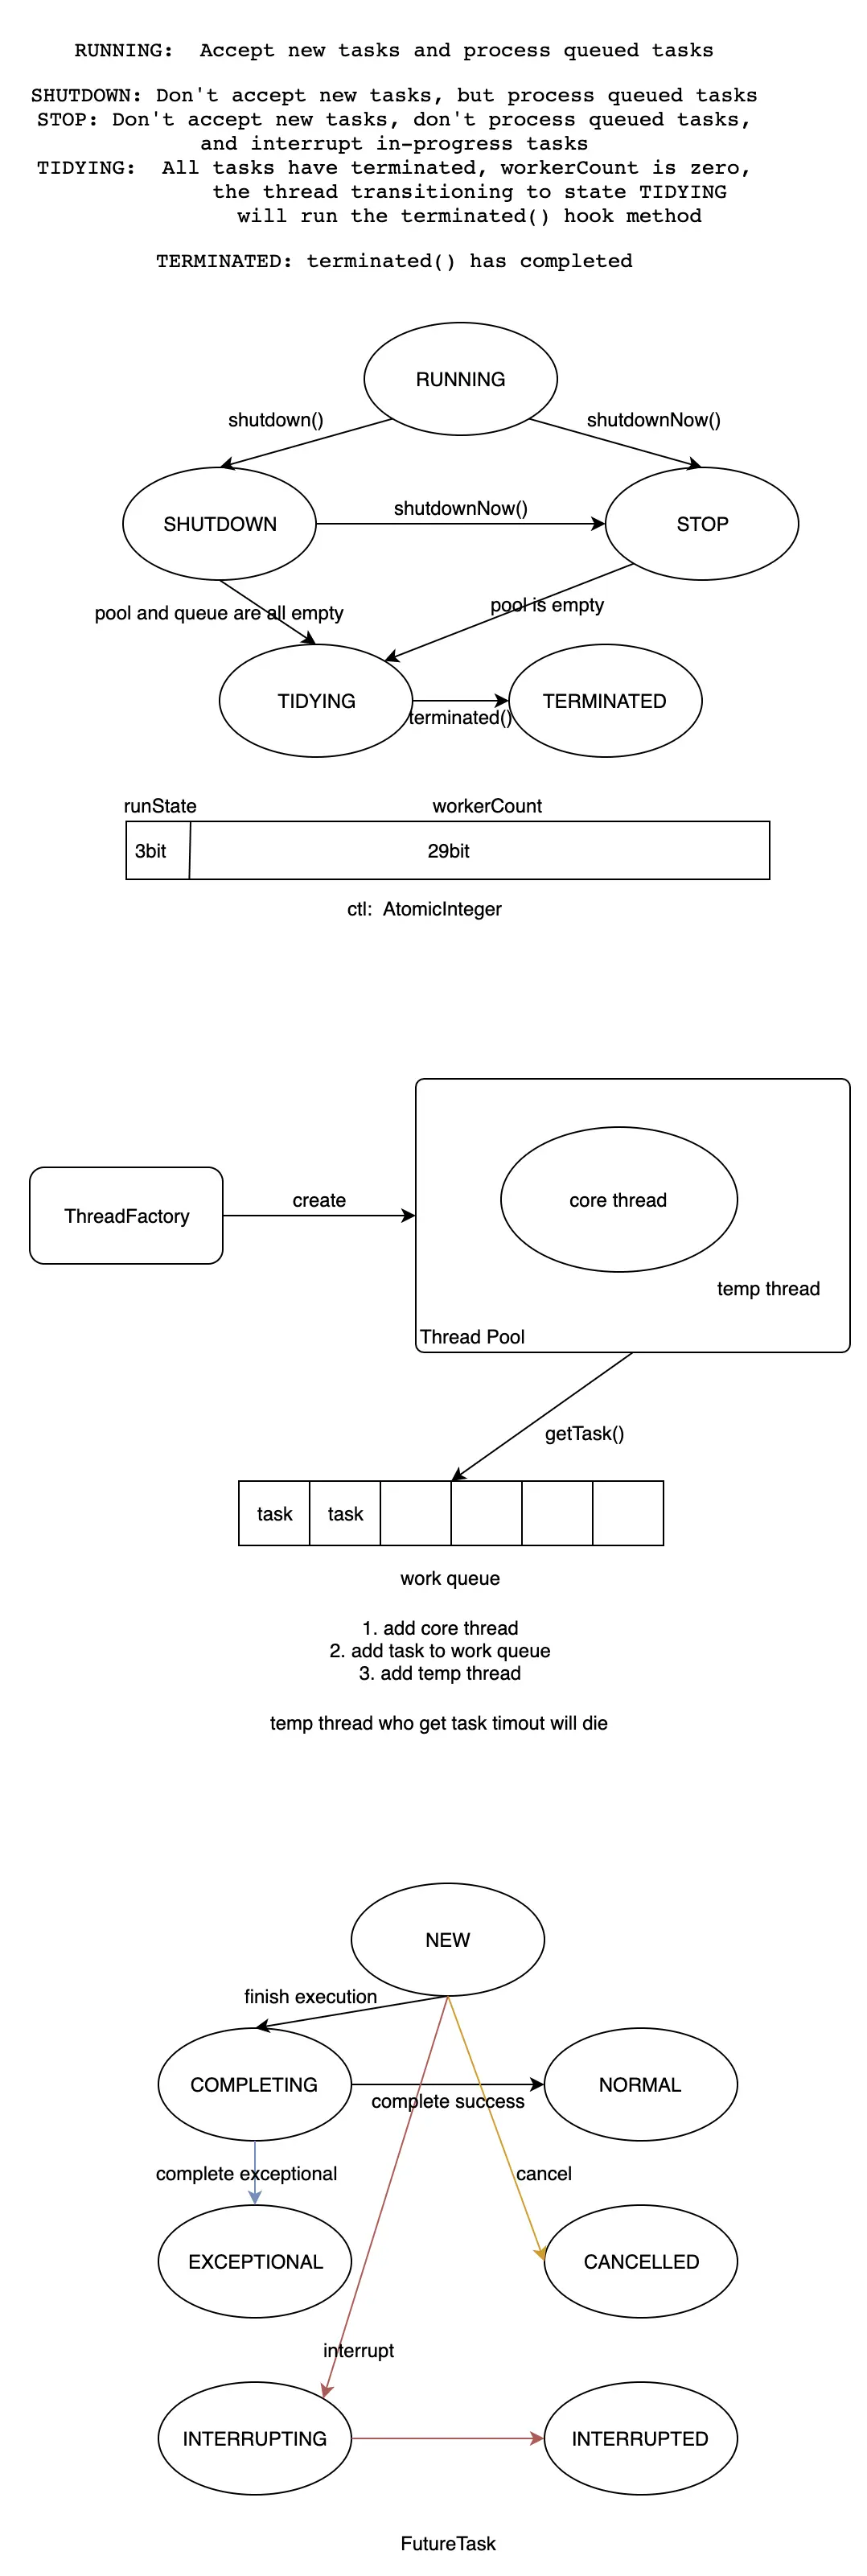 RUNNING:  Accept new tasks and process queued tasks
SHUTDOWN: Don't accept new tasks, but process queued tasks
STOP: Don't accept new tasks, don't process queued tasks,
and interrupt in-progress tasks
TIDYING:  All tasks have terminated, workerCount is zero,
the thread transitioning to state TIDYING
will run the terminated() hook method
TERMINATED: terminated() has completed
RUNNING
shutdown()
shutdownNow()
SHUTDOWN
shutdownNow()
STOP
pool and queue are all empty
pool is empty
TIDYING
terminated()
TERMINATED
runState
workerCount
3bit
29bit
ctl:  AtomicInteger
ThreadFactory
create
core thread
temp thread
Thread Pool
getTask()
task
task
work queue
1. add core thread
2. add task to work queue
3. add temp thread
temp thread who get task timout will die
NEW
finish execution
COMPLETING
complete success
NORMAL
complete exceptional
cancel
EXCEPTIONAL
CANCELLED
interrupt
INTERRUPTING
INTERRUPTED
FutureTask